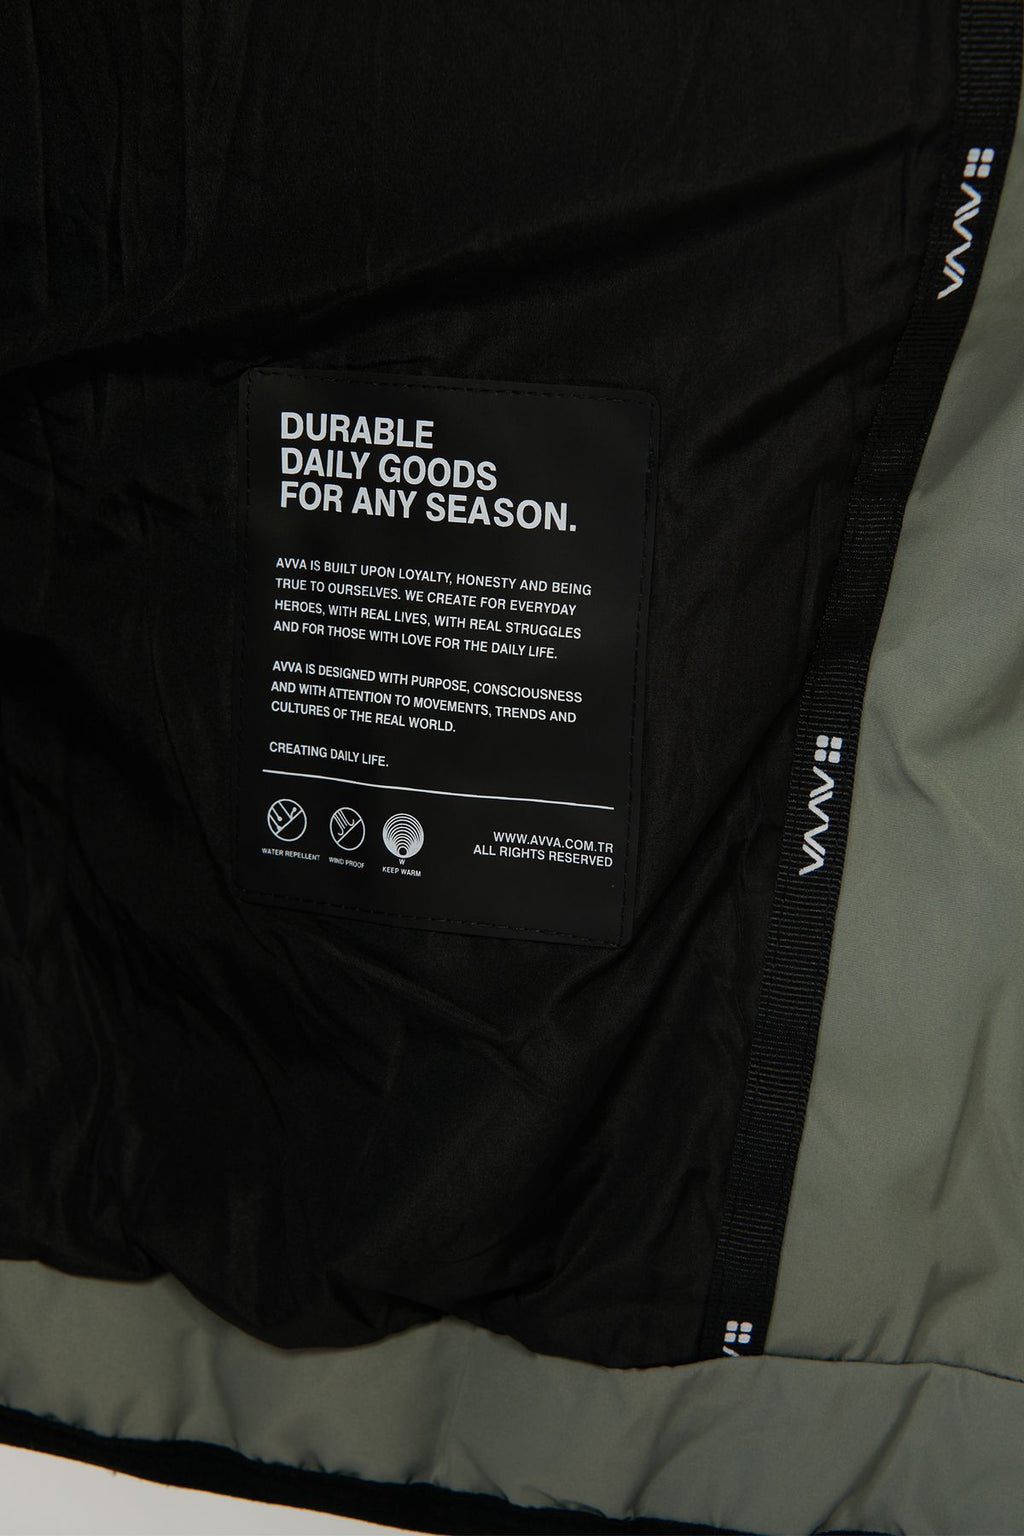 DURABLE
DAILY GOODS
FOR ANY SEASON.
AVVA IS BUILT UPON LOYALTY, HONESTY AND BEING
TRUE TO OURSELVES. WE CREATE FOR EVERYDAY
HEROES, WITH REAL LIVES, WITH REAL STRUGGLES
AND FOR THOSE WITH LOVE FOR THE DAILY LIFE.
AVVA IS DESIGNED WITH PURPOSE, CONSCIOUSNESS
AND WITH ATTENTION TO MOVEMENTS, TRENDS AND
CULTURES OF THE REAL WORLD.
CREATING DAILY LIFE.
WATER REPELLENT
WIND PROOF
W
KEEP WARM
WWW.AVVA.COM.TR
ALL RIGHTS RESERVED
AVVA
AVVA